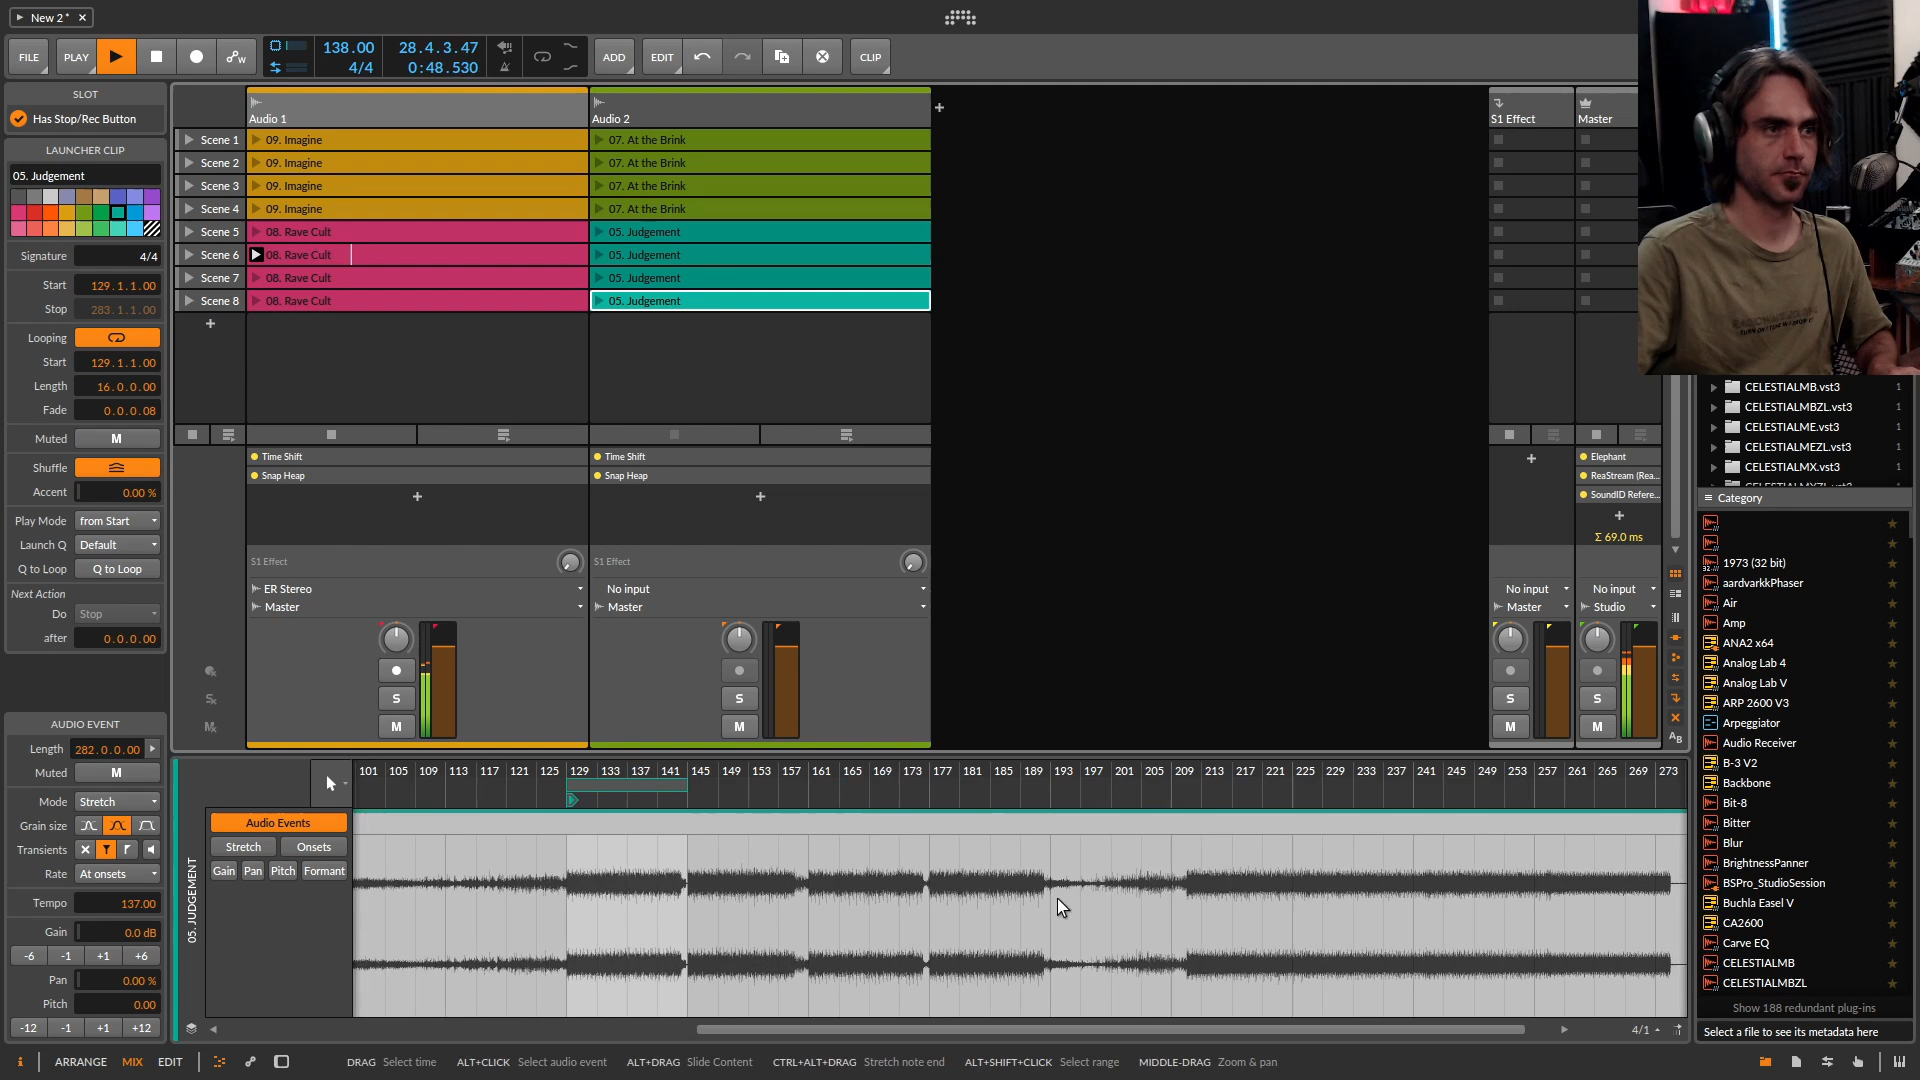 New 2*
FILE
PLAY
138.00
4/4
28.4.3.47
0:48.530
ADD
EDIT
CLIP
SLOT
Has Stop/Rec Button
LAUNCHER CLIP
05. Judgement
Signature 4/4
Start 129.1.1.00
Stop 283.1.1.00
Looping
Start 129.1.1.00
Length 16.0.0.00
Fade 0.0.0.08
Muted M
Shuffle
Accent 0.00 %
Play Mode from Start
Launch Q Default
Q to Loop Q to Loop
Next Action
Do Stop
after 0.0.0.00
AUDIO EVENT
Length 282.0.0.00
Muted M
Mode Stretch
Grain size
Transients
Rate At onsets
Tempo 137.00
Gain 0.0 dB
-6 -1 +1 +6
Pan 0.00 %
Pitch 0.00
-12 -1 +1 +12
Audio 1
Audio 2
S1 Effect
Master
Scene 1 09. Imagine 07. At the Brink
Scene 2 09. Imagine 07. At the Brink
Scene 3 09. Imagine 07. At the Brink
Scene 4 09. Imagine 07. At the Brink
Scene 5 08. Rave Cult 05. Judgement
Scene 6 08. Rave Cult 05. Judgement
Scene 7 08. Rave Cult 05. Judgement
Scene 8 08. Rave Cult 05. Judgement
Time Shift
Snap Heap
Time Shift
Snap Heap
Elephant
ReaStream (Rea...
SoundID Refere...
Σ 69.0 ms
S1 Effect
S1 Effect
ER Stereo
Master
No input
Master
No input
Master
No input
Studio
S S S S
M M M M
101 105 109 113 117 121 125 129 133 137 141 145 149 153 157 161 165 169 173 177 181 185 189 193 197 201 205 209 213 217 221 225 229 233 237 241 245 249 253 257 261 265 269 273
05. JUDGEMENT
Audio Events
Stretch Onsets
Gain Pan Pitch Formant
4/1
CELESTIALMB.vst3 1
CELESTIALMBZL.vst3 1
CELESTIALME.vst3 1
CELESTIALMEZL.vst3 1
CELESTIALMX.vst3 1
Category
1973 (32 bit)
aardvarkkPhaser
Air
Amp
ANA2 x64
Analog Lab 4
Analog Lab V
ARP 2600 V3
Arpeggiator
Audio Receiver
B-3 V2
Backbone
Bit-8
Bitter
Blur
BrightnessPanner
BSPro_StudioSession
Buchla Easel V
CA2600
Carve EQ
CELESTIALMB
CELESTIALMBZL
Show 188 redundant plug-ins
Select a file to see its metadata here
ARRANGE MIX EDIT
DRAG Select time ALT+CLICK Select audio event ALT+DRAG Slide Content CTRL+ALT+DRAG Stretch note end ALT+SHIFT+CLICK Select range MIDDLE-DRAG Zoom & pan